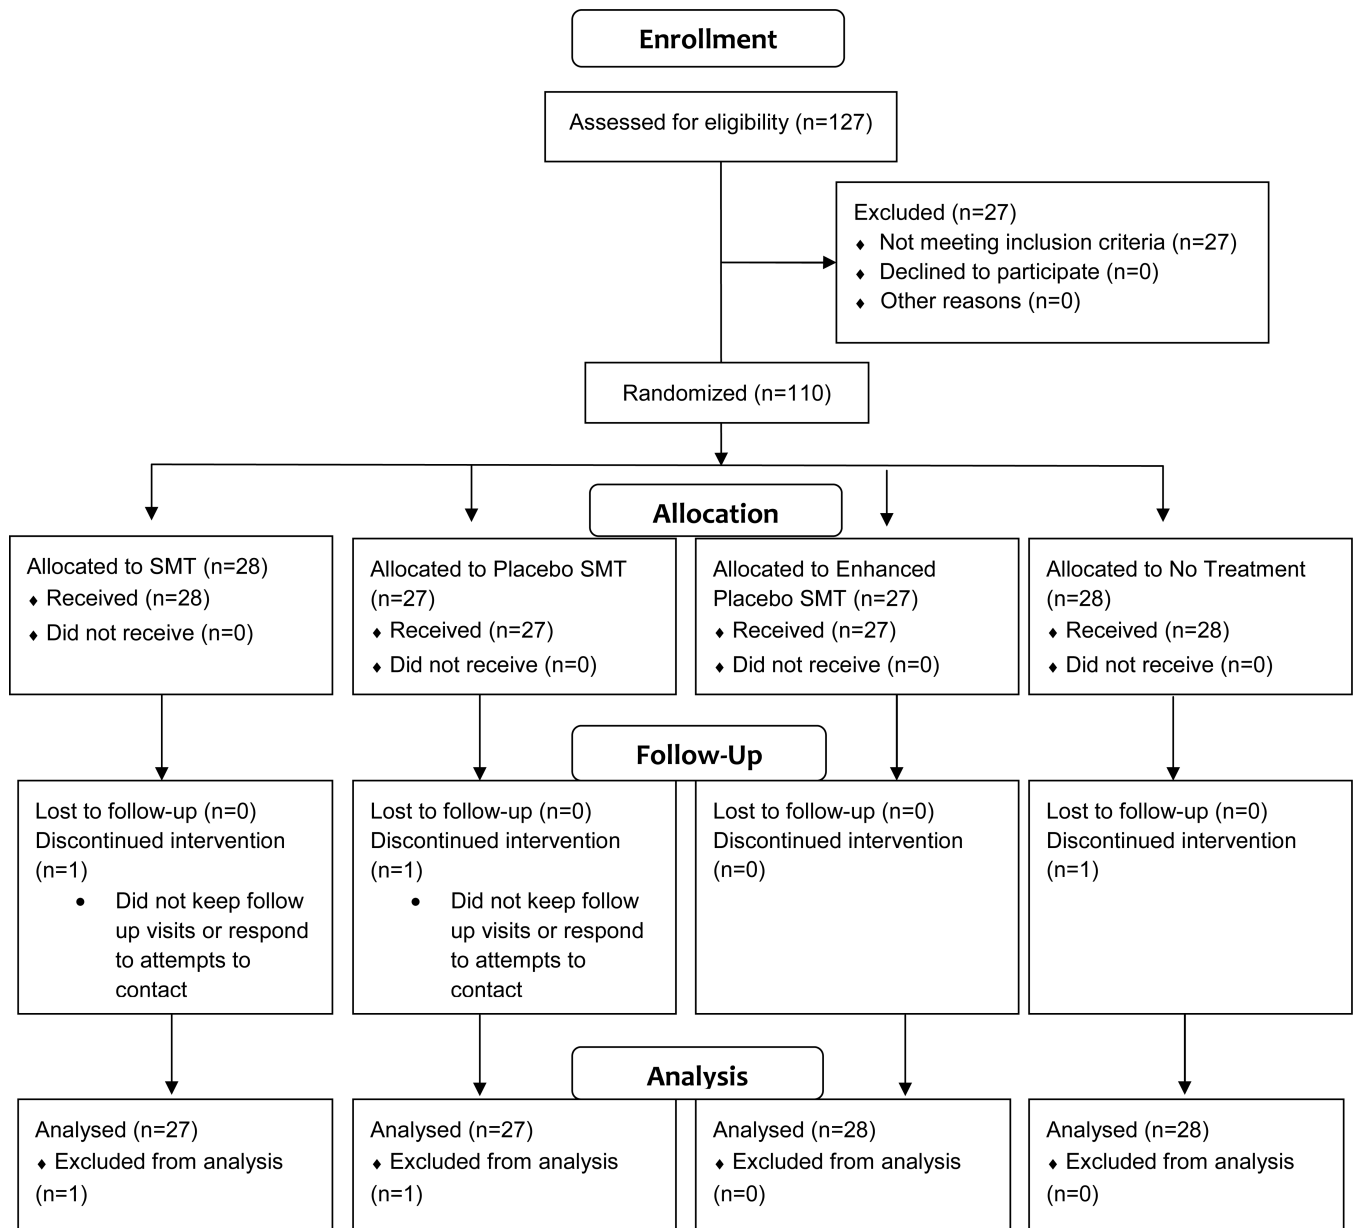 Enrollment
Assessed for eligibility (n=127)
Excluded (n=27)
♦ Not meeting inclusion criteria (n=27)
♦ Declined to participate (n=0)
♦ Other reasons (n=0)
Randomized (n=110)
Allocation
Allocated to SMT (n=28)
♦ Received (n=28)
♦ Did not receive (n=0)
Allocated to Placebo SMT
(n=27)
♦ Received (n=27)
♦ Did not receive (n=0)
Allocated to Enhanced
Placebo SMT (n=27)
♦ Received (n=27)
♦ Did not receive (n=0)
Allocated to No Treatment
(n=28)
♦ Received (n=28)
♦ Did not receive (n=0)
Follow-Up
Lost to follow-up (n=0)
Discontinued intervention
(n=1)
• Did not keep follow
up visits or respond
to attempts to
contact
Lost to follow-up (n=0)
Discontinued intervention
(n=1)
• Did not keep follow
up visits or respond
to attempts to
contact
Lost to follow-up (n=0)
Discontinued intervention
(n=0)
Lost to follow-up (n=0)
Discontinued intervention
(n=1)
Analysis
Analysed (n=27)
♦ Excluded from analysis
(n=1)
Analysed (n=27)
♦ Excluded from analysis
(n=1)
Analysed (n=28)
♦ Excluded from analysis
(n=0)
Analysed (n=28)
♦ Excluded from analysis
(n=0)